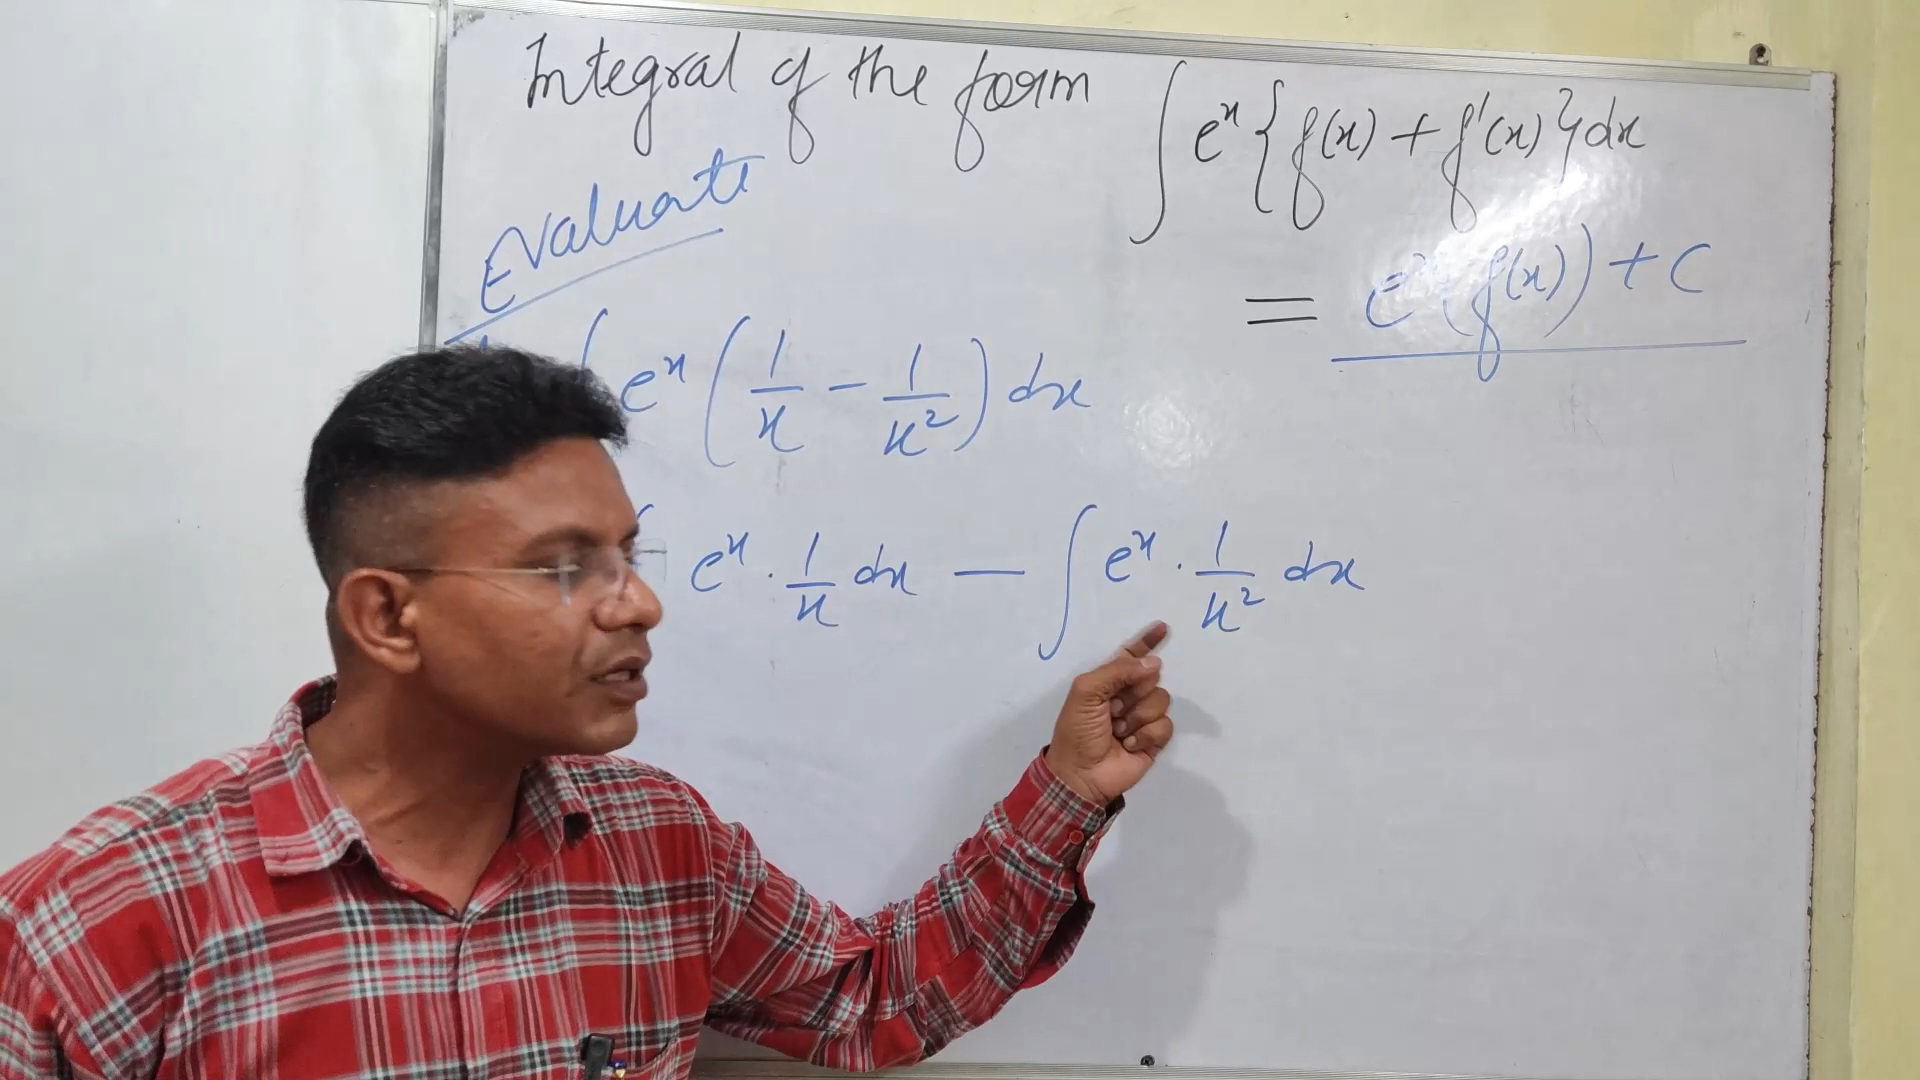 Integral of the form ∫ eˣ {f(x) + f'(x)} dx
= eˣ (f(x)) + C
Evaluate
∫ eˣ (1/x − 1/x²) dx
∫ eˣ · 1/x dx − ∫ eˣ · 1/x² dx